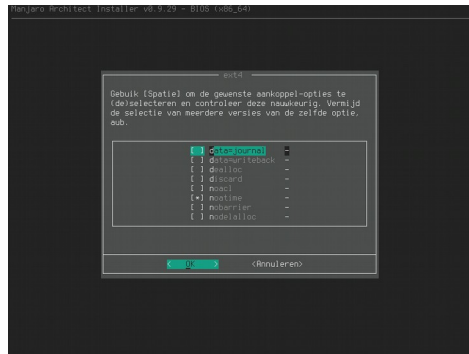 Manjaro Architect Installer v0.9.29 - BIOS (x86_64)
ext4
Gebuik [Spatie] om de gewenste aankoppel-opties te
(de)selecteren en controleer deze nauwkeurig. Vermijd
de selectie van meerdere versies van de zelfde optie,
aub.
[ ] data=journal -
[ ] data=writeback -
[ ] dealloc -
[ ] discard -
[ ] noacl -
[*] noatime -
[ ] nobarrier -
[ ] nodelalloc -
< OK > <Annuleren>